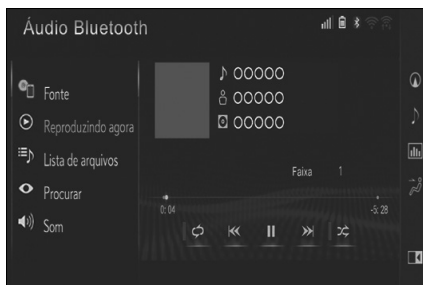 Áudio Bluetooth
Fonte
Reproduzindo agora
Lista de arquivos
Procurar
Som
OOOOO
OOOOO
OOOOO
Faixa 1
0:04
-5:28